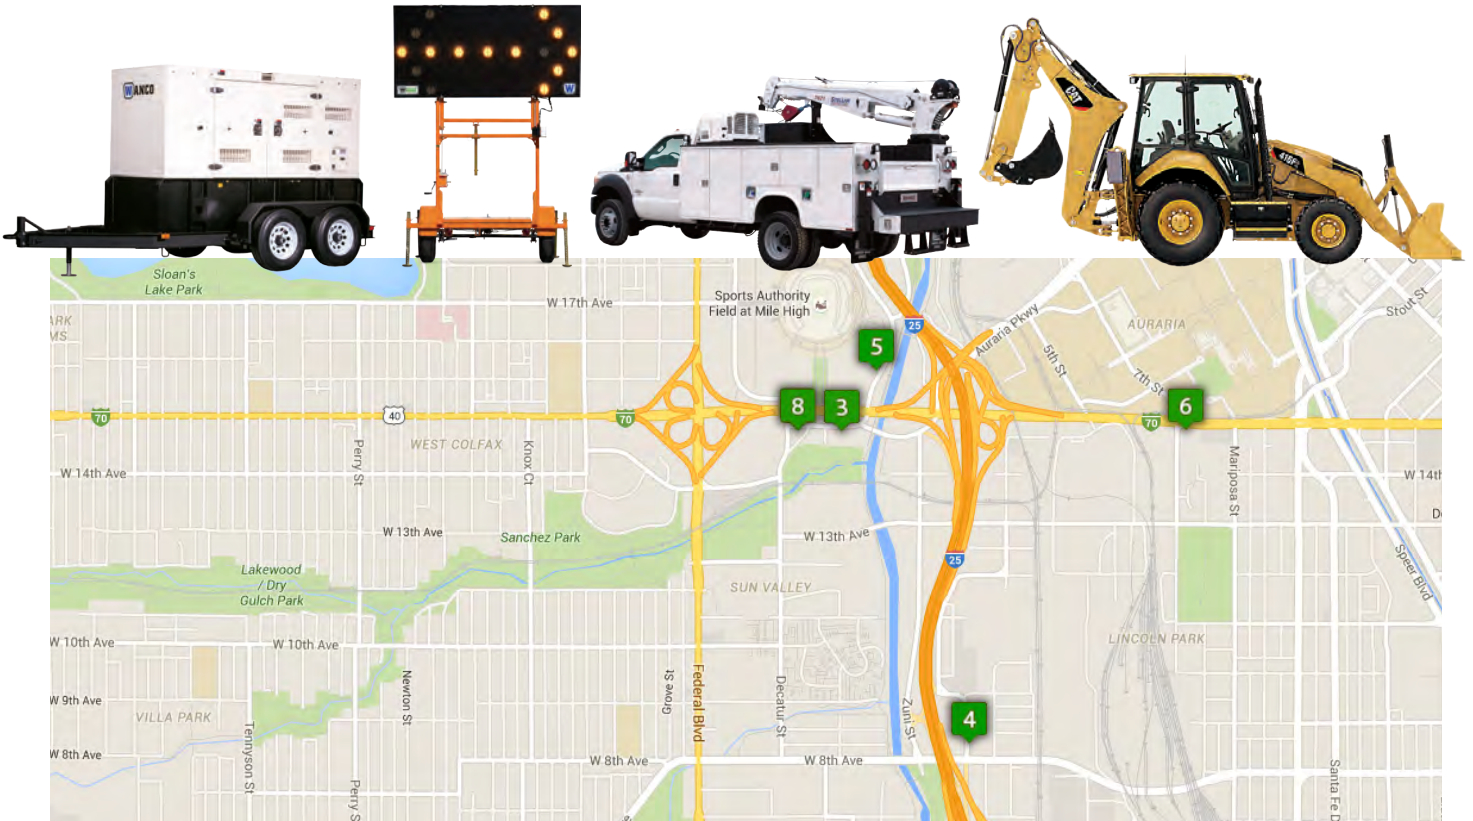 WANCO
W
CAT
416F
Sloan's
Lake Park
W 17th Ave
Sports Authority
Field at Mile High
25
Auraria Pkwy
AURARIA
Stout St
ARK
MS
5
5th St
7th St
70
40
70
8
3
70
6
WEST COLFAX
Perry St
Knox Ct
W 14th Ave
Mariposa St
W 14th
W 13th Ave
Sanchez Park
W 13th Ave
D
25
Speer Blvd
Lakewood
/ Dry
Gulch Park
SUN VALLEY
W 10th Ave
W 10th Ave
LINCOLN PARK
Newton St
Grove St
Federal Blvd
Decatur St
Zuni St
W 9th Ave
VILLA PARK
Tennyson St
4
W 8th Ave
W 8th Ave
W 8th Ave
Perry S
Santa Fe D